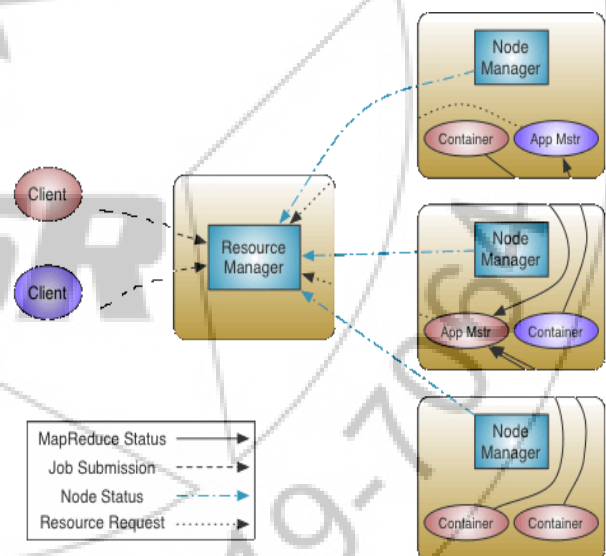 Node
Manager
Container
App Mstr
Client
Resource
Manager
Client
Node
Manager
App Mstr
Container
Node
Manager
Container
Container
MapReduce Status
Job Submission
Node Status
Resource Request